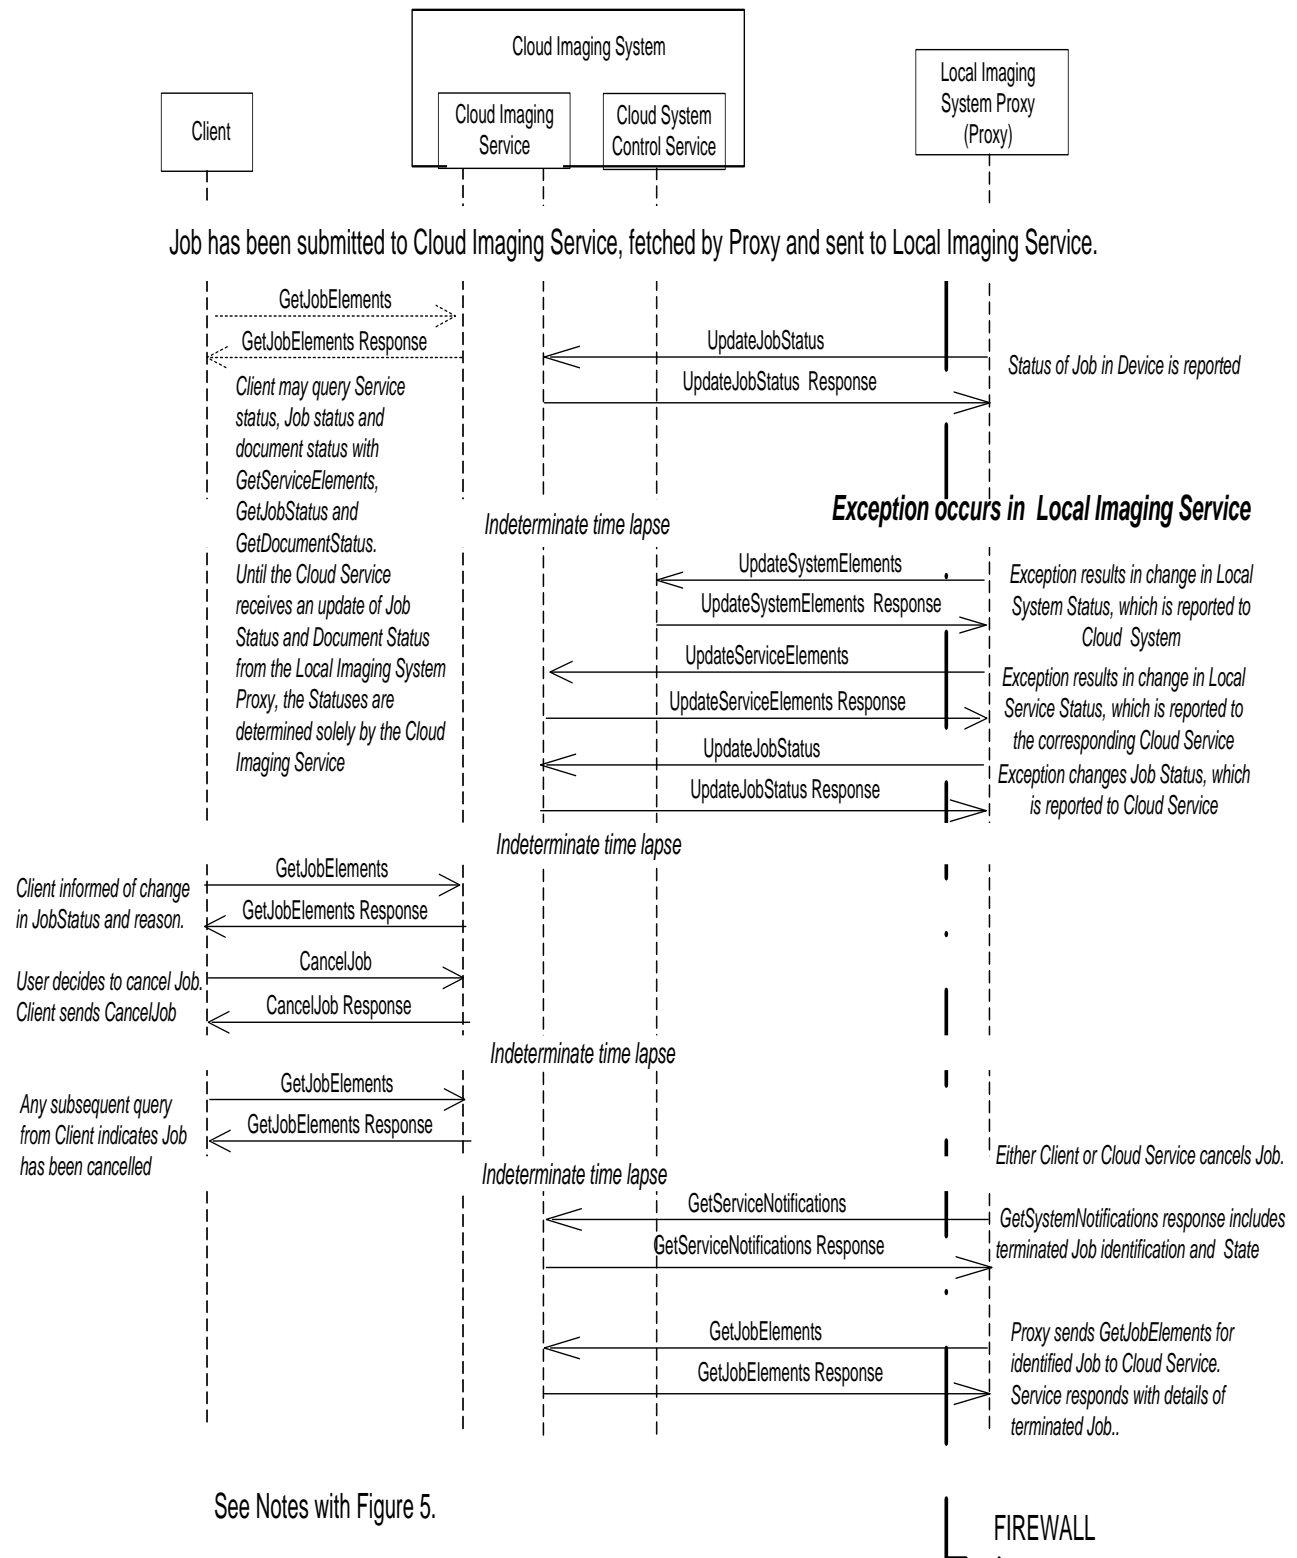 Cloud Imaging System
Client
Cloud Imaging
Service
Cloud System
Control Service
Local Imaging
System Proxy
(Proxy)
Job has been submitted to Cloud Imaging Service, fetched by Proxy and sent to Local Imaging Service.
GetJobElements
GetJobElements Response
Client may query Service
status, Job status and
document status with
GetServiceElements,
GetJobStatus and
GetDocumentStatus.
Until the Cloud Service
receives an update of Job
Status and Document Status
from the Local Imaging System
Proxy, the Statuses are
determined solely by the Cloud
Imaging Service
UpdateJobStatus
UpdateJobStatus Response
Status of Job in Device is reported
Indeterminate time lapse
Exception occurs in Local Imaging Service
UpdateSystemElements
UpdateSystemElements Response
Exception results in change in Local
System Status, which is reported to
Cloud System
UpdateServiceElements
UpdateServiceElements Response
Exception results in change in Local
Service Status, which is reported to
the corresponding Cloud Service
UpdateJobStatus
UpdateJobStatus Response
Exception changes Job Status, which
is reported to Cloud Service
Indeterminate time lapse
Client informed of change
in JobStatus and reason.
GetJobElements
GetJobElements Response
User decides to cancel Job.
Client sends CancelJob
CancelJob
CancelJob Response
Indeterminate time lapse
Any subsequent query
from Client indicates Job
has been cancelled
GetJobElements
GetJobElements Response
Either Client or Cloud Service cancels Job.
Indeterminate time lapse
GetServiceNotifications
GetServiceNotifications Response
GetSystemNotifications response includes
terminated Job identification and State
GetJobElements
GetJobElements Response
Proxy sends GetJobElements for
identified Job to Cloud Service.
Service responds with details of
terminated Job..
See Notes with Figure 5.
FIREWALL